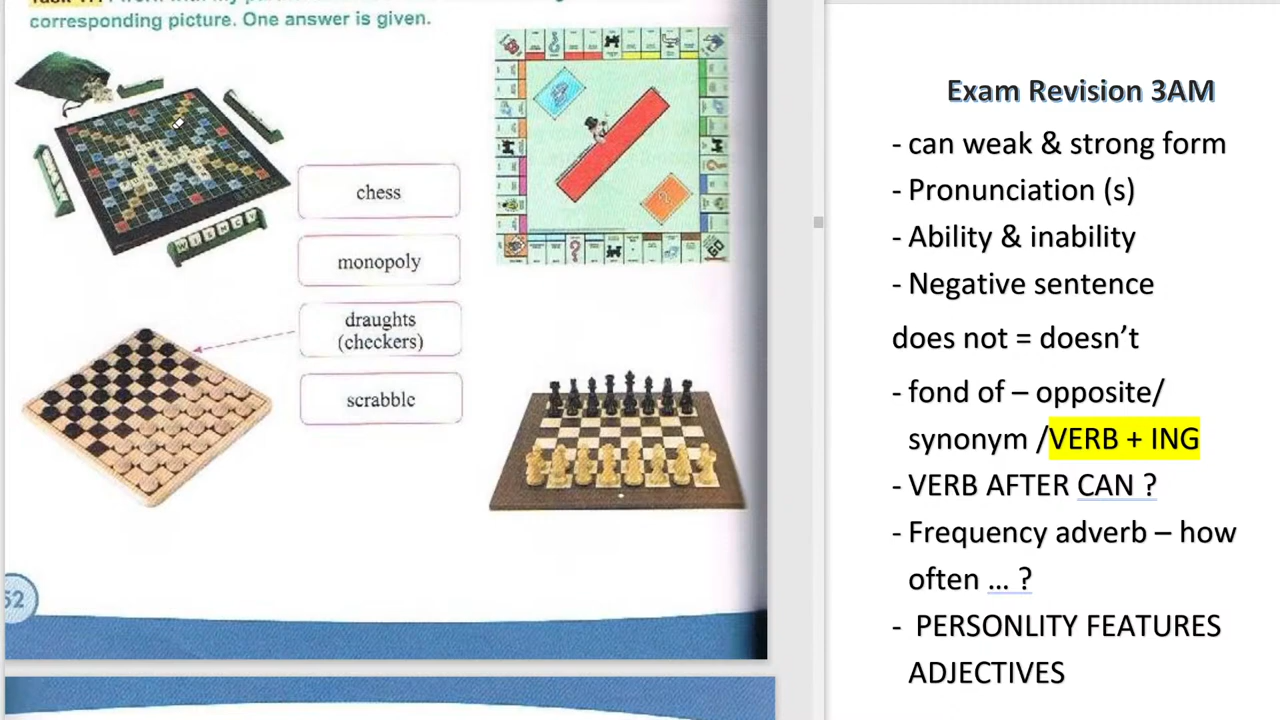 corresponding picture. One answer is given.
chess
monopoly
draughts
(checkers)
scrabble
GO
52
Exam Revision 3AM
- can weak & strong form
- Pronunciation (s)
- Ability & inability
- Negative sentence
does not = doesn’t
- fond of – opposite/
synonym /VERB + ING
- VERB AFTER CAN ?
- Frequency adverb – how
often ... ?
- PERSONLITY FEATURES
ADJECTIVES